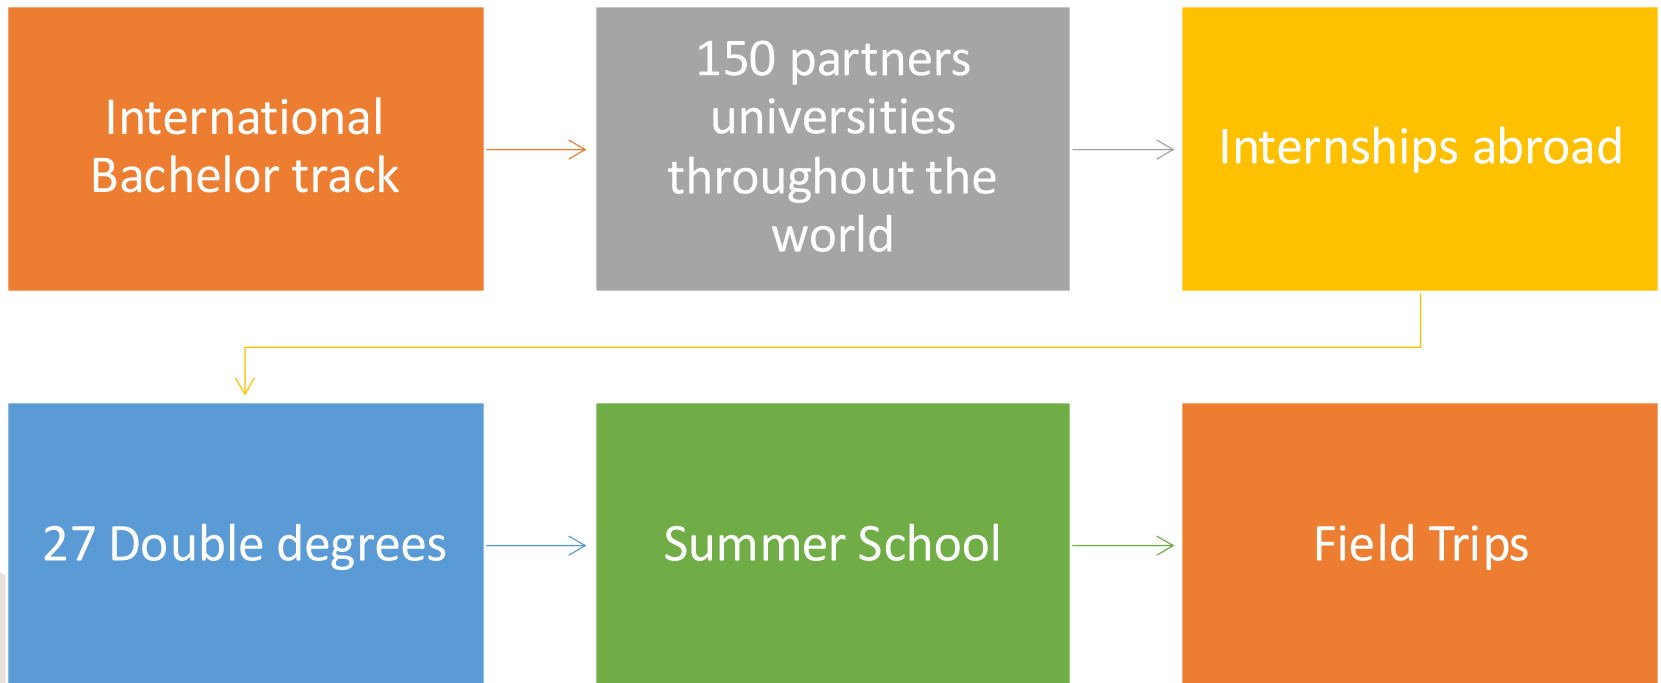 International
Bachelor track
150 partners
universities
throughout the
world
Internships abroad
27 Double degrees
Summer School
Field Trips